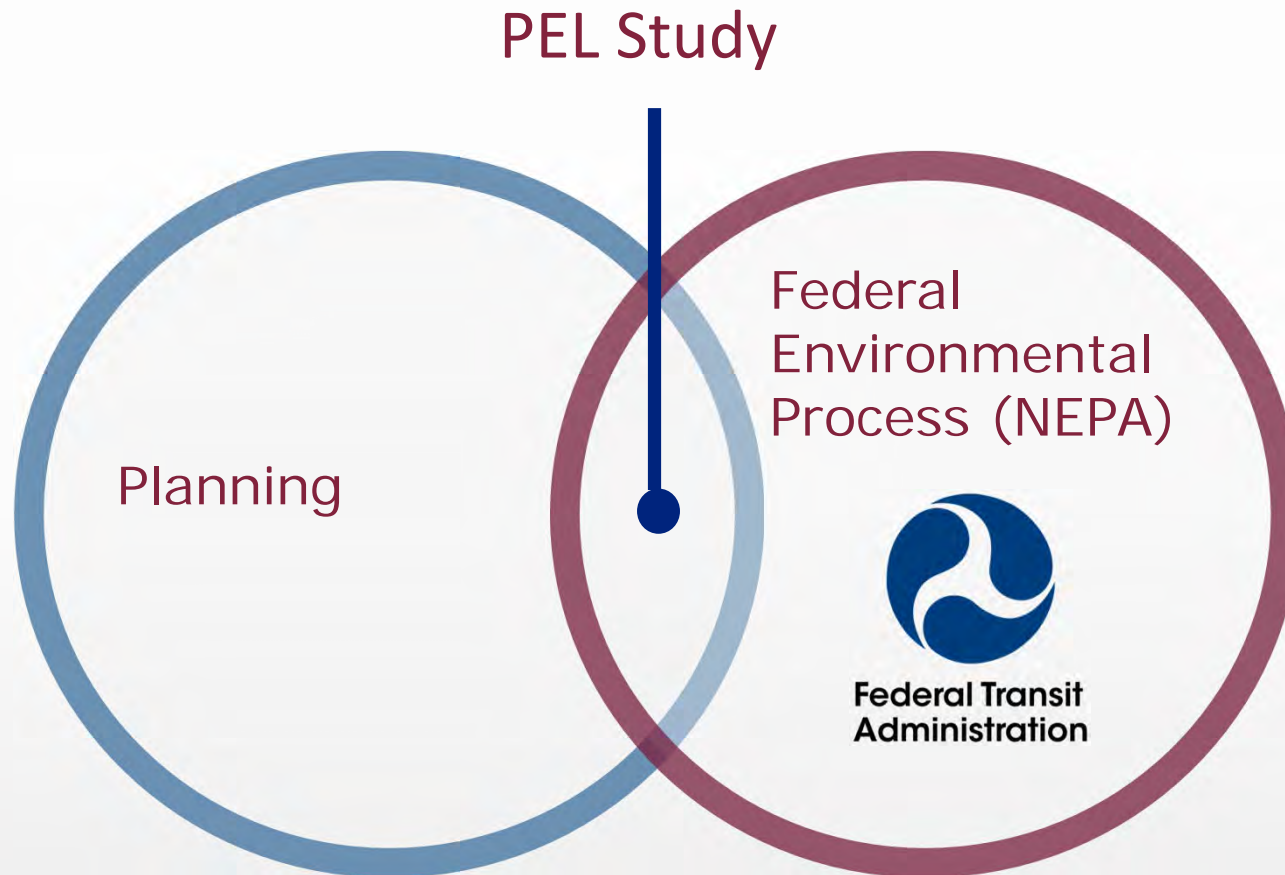 PEL Study
Planning
Federal
Environmental
Process (NEPA)
Federal Transit
Administration